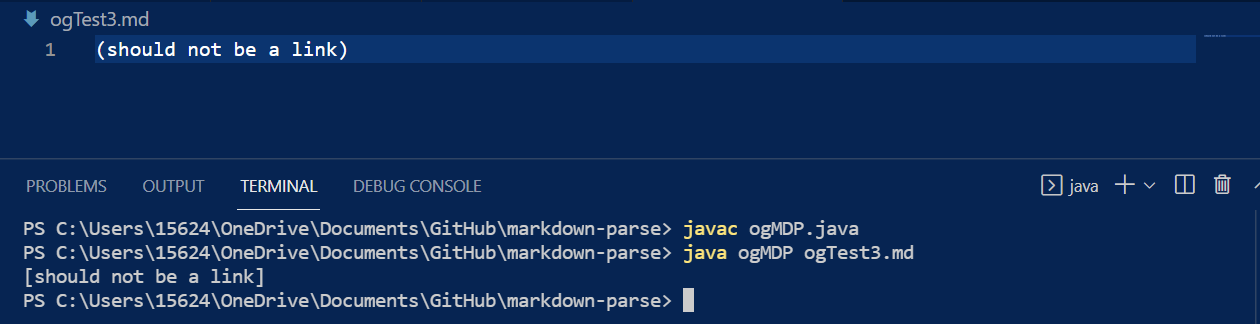 ogTest3.md
1 (should not be a link)
PROBLEMS OUTPUT TERMINAL DEBUG CONSOLE java
PS C:\Users\15624\OneDrive\Documents\GitHub\markdown-parse> javac ogMDP.java
PS C:\Users\15624\OneDrive\Documents\GitHub\markdown-parse> java ogMDP ogTest3.md
[should not be a link]
PS C:\Users\15624\OneDrive\Documents\GitHub\markdown-parse>